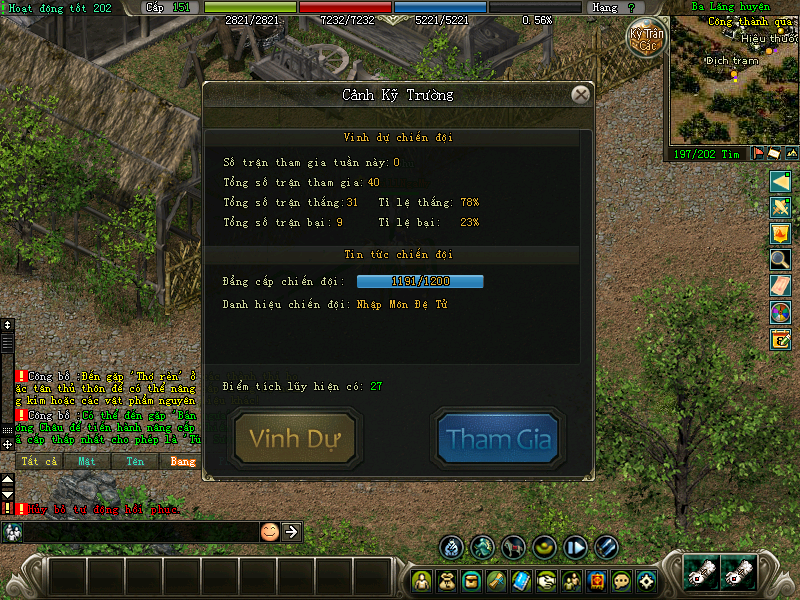 Hoạt động tốt 202
Cấp 151
Hạng ?
Ba Lăng huyện
2821/2821
7232/7232
5221/5221
0.56%
Công thành quа
Hiệu thuốc
Kỳ Trân Các
Dịch trạm
197/202 Tìm
Cảnh Kỹ Trường
Vinh dự chiến đội
Số trận tham gia tuần này: 0
Tổng số trận tham gia: 40
Tổng số trận thắng: 31 Tỉ lệ thắng: 78%
Tổng số trận bại: 9 Tỉ lệ bại: 23%
Tin tức chiến đội
Đẳng cấp chiến đội: 1191/1200
Danh hiệu chiến đội: Nhập Môn Đệ Tử
Điểm tích lũy hiện có: 27
Vinh Dự
Tham Gia
Công bố :Đến gặp 'Thợ rèn' ở
ác tân thủ thôn để có thể nâng
g kim hoặc các vật phẩm nguyên
Công bố :Có thể đến gặp 'Bán
ơng Châu để tiến hành nâng cấp
ã cấp thấp nhất cho phép là 'Tú
Tất cả Mật Tên Bang
Hủy bỏ tự động hồi phục.